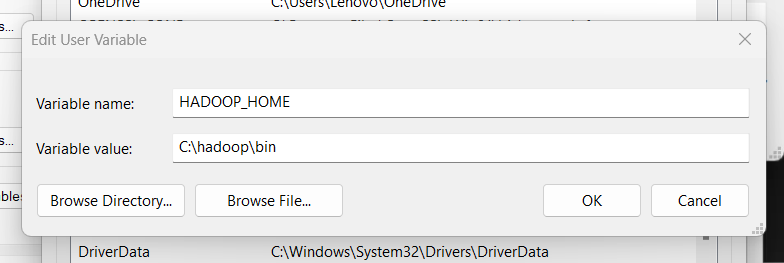 OneDrive C:\Users\Lenovo\OneDrive
s...
Edit User Variable
Variable name: HADOOP_HOME
Variable value: C:\hadoop\bin
s...
bles
Browse Directory... Browse File... OK Cancel
DriverData C:\Windows\System32\Drivers\DriverData